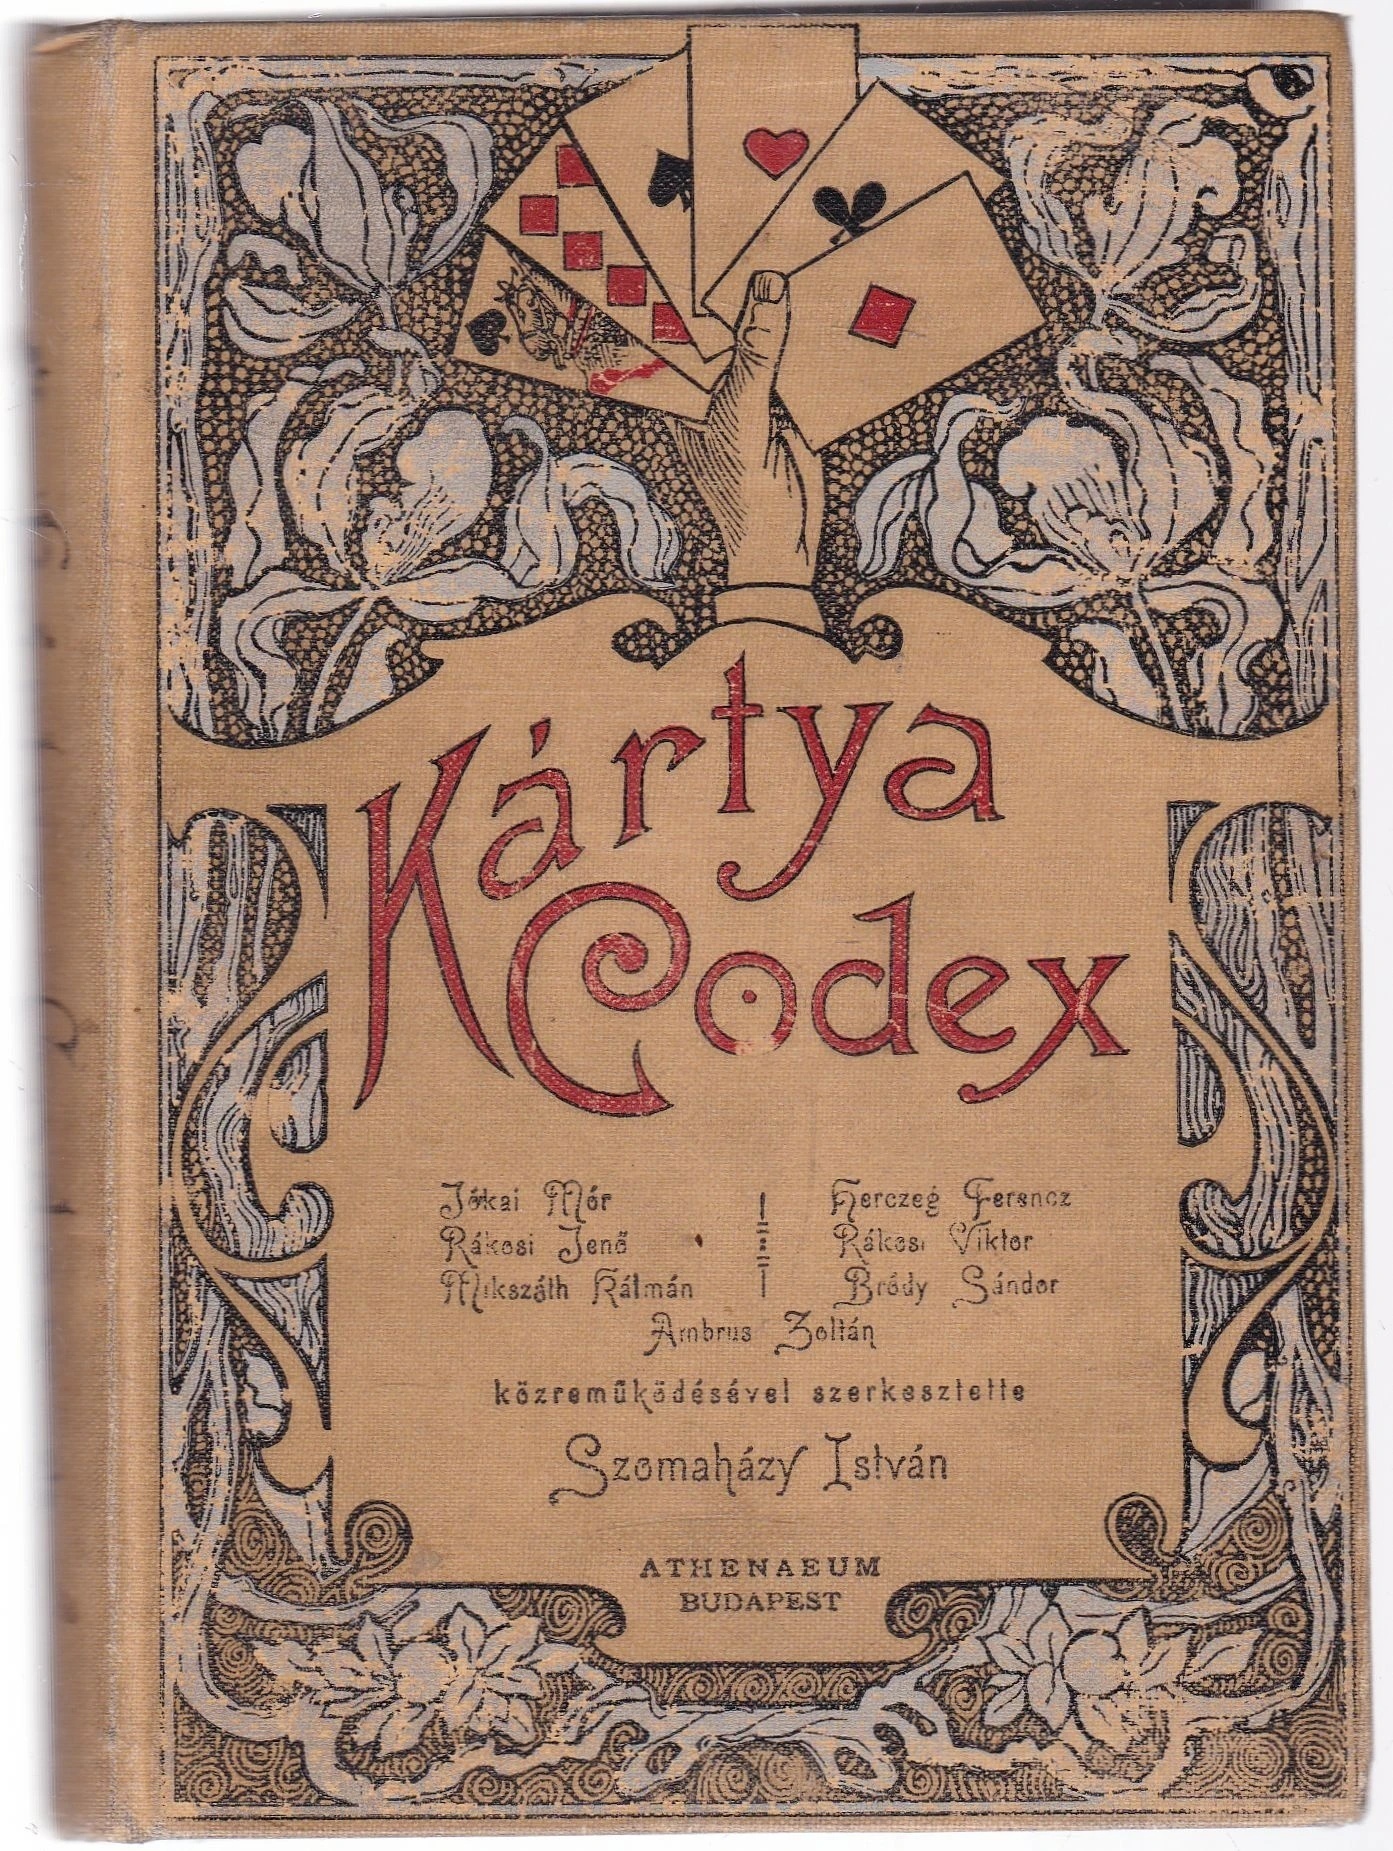 Kártya
Codex
Jókai Mór
Rákosi Jenő
Mikszáth Kálmán
Herczeg Ferencz
Rákosi Viktor
Bródy Sándor
Ambrus Zoltán
közreműködésével szerkesztette
Szomaházy István
ATHENAEUM
BUDAPEST